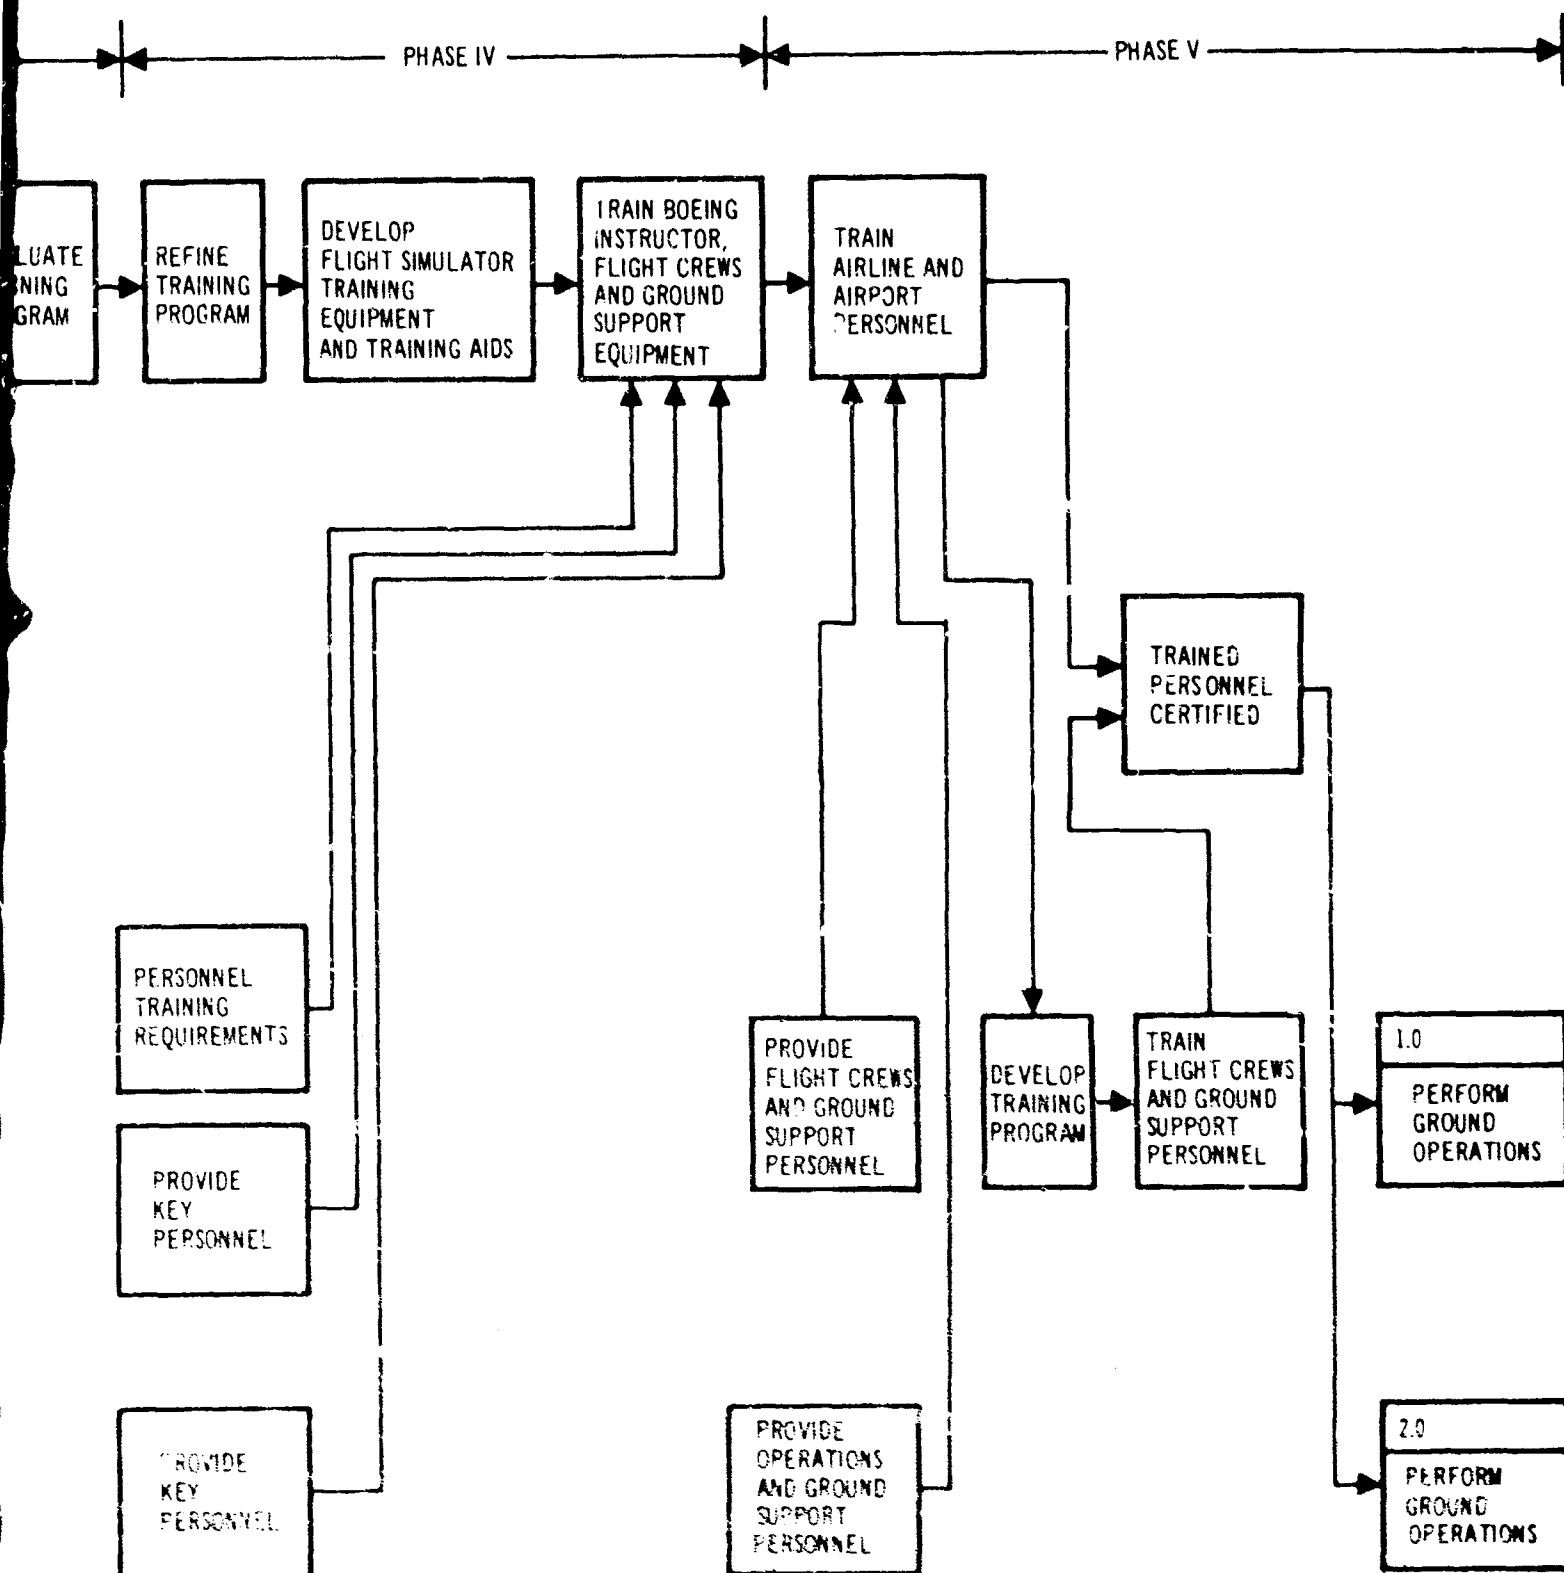 PHASE IV
PHASE V
LUATE
NING
GRAM
REFINE
TRAINING
PROGRAM
DEVELOP
FLIGHT SIMULATOR
TRAINING
EQUIPMENT
AND TRAINING AIDS
TRAIN BOEING
INSTRUCTOR,
FLIGHT CREWS
AND GROUND
SUPPORT
EQUIPMENT
TRAIN
AIRLINE AND
AIRPORT
PERSONNEL
TRAINED
PERSONNEL
CERTIFIED
PERSONNEL
TRAINING
REQUIREMENTS
PROVIDE
FLIGHT CREWS
AND GROUND
SUPPORT
PERSONNEL
DEVELOP
TRAINING
PROGRAM
TRAIN
FLIGHT CREWS
AND GROUND
SUPPORT
PERSONNEL
1.0
PERFORM
GROUND
OPERATIONS
PROVIDE
KEY
PERSONNEL
PROVIDE
KEY
PERSONNEL
PROVIDE
OPERATIONS
AND GROUND
SUPPORT
PERSONNEL
2.0
PERFORM
GROUND
OPERATIONS